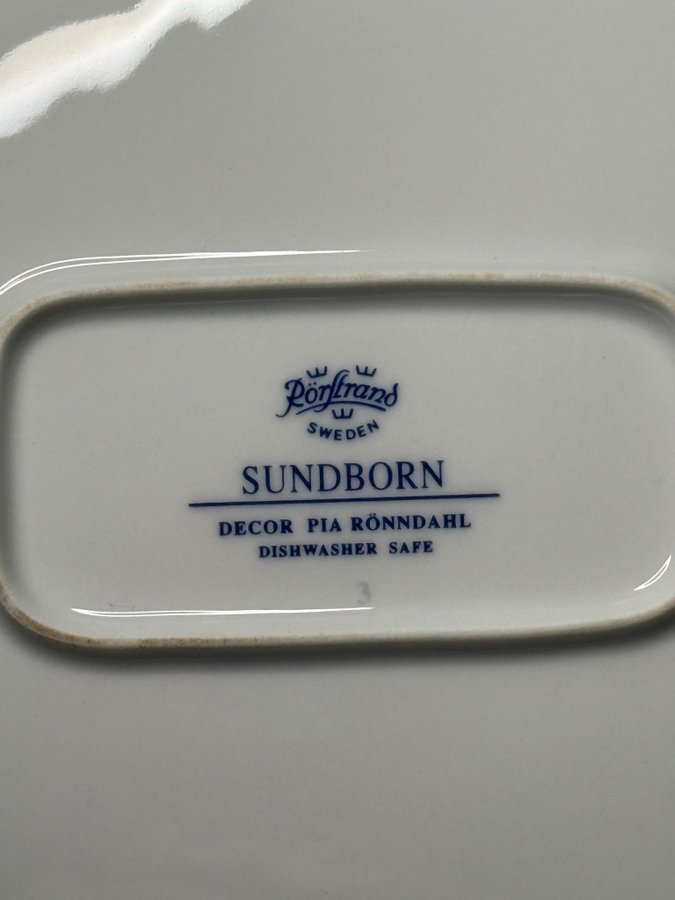 Rörstrand
SWEDEN
SUNDBORN
DECOR PIA RÖNNDAHL
DISHWASHER SAFE
3